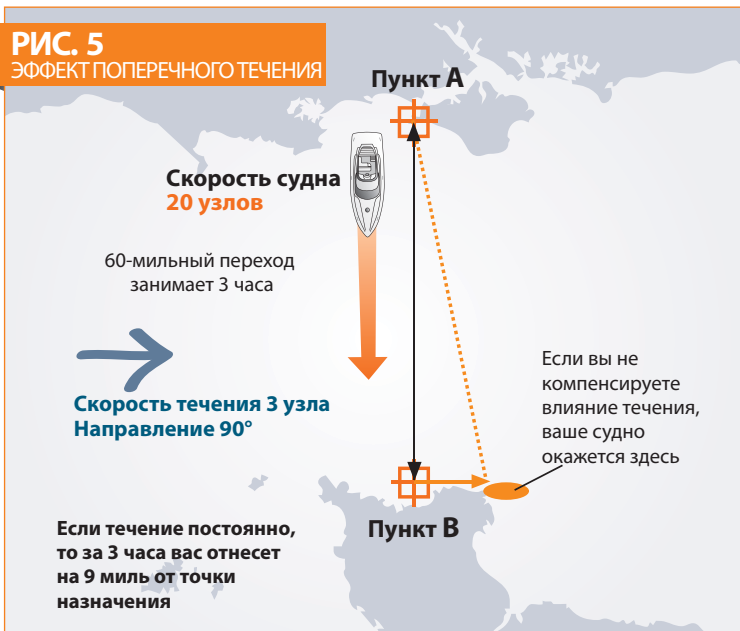 РИС. 5
ЭФФЕКТ ПОПЕРЕЧНОГО ТЕЧЕНИЯ
Пункт А
Скорость судна
20 узлов
60-мильный переход
занимает 3 часа
Скорость течения 3 узла
Направление 90°
Если вы не
компенсируете
влияние течения,
ваше судно
окажется здесь
Пункт В
Если течение постоянно,
то за 3 часа вас отнесет
на 9 миль от точки
назначения